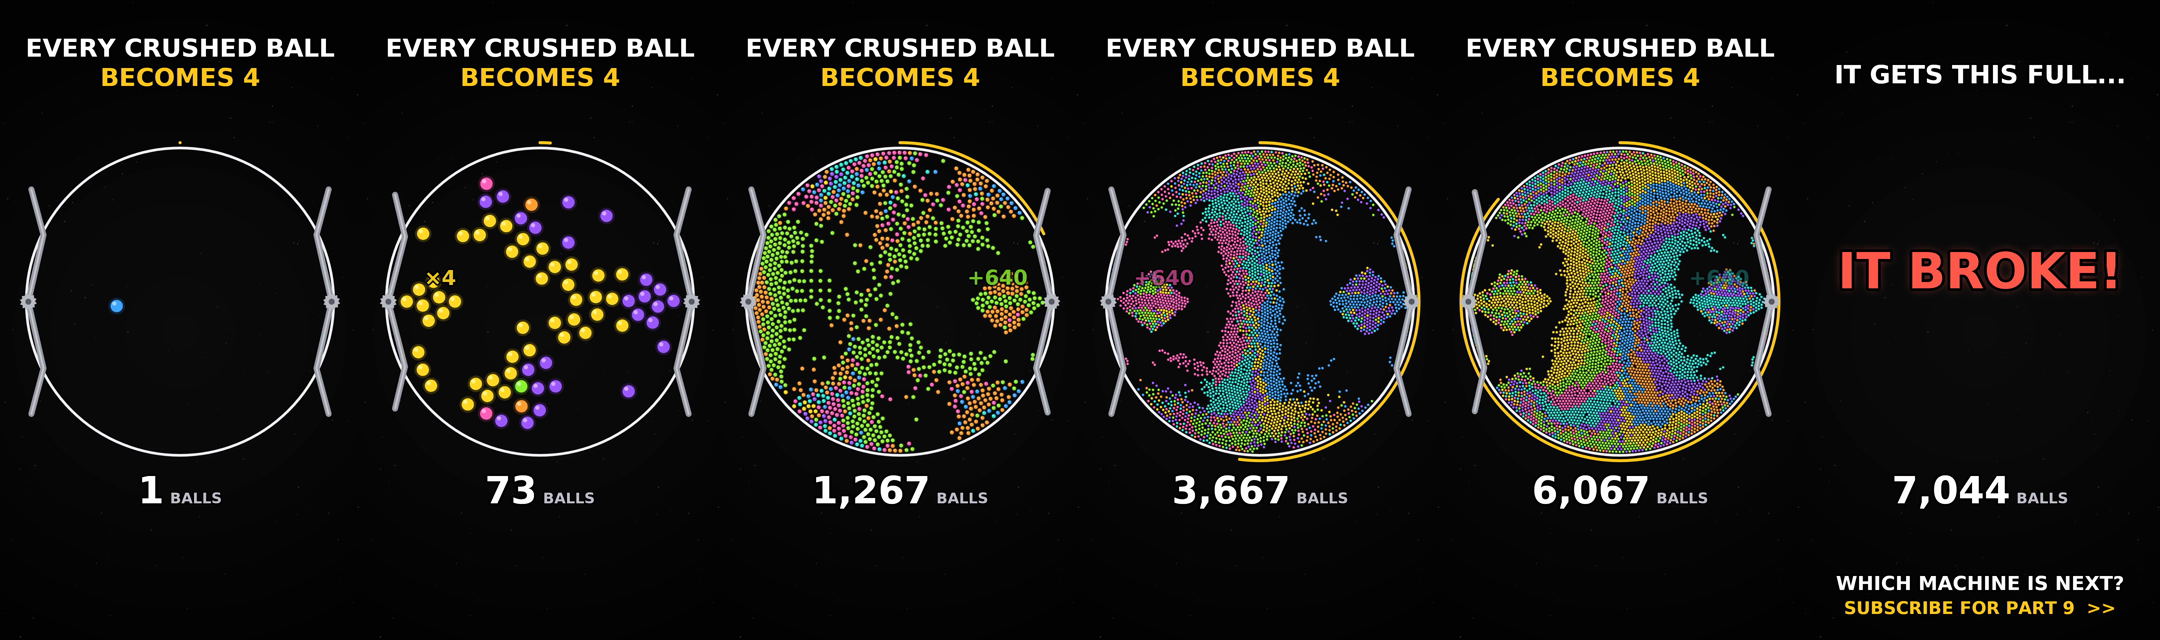 EVERY CRUSHED BALL
BECOMES 4
1 BALLS
EVERY CRUSHED BALL
BECOMES 4
×4
73 BALLS
EVERY CRUSHED BALL
BECOMES 4
+640
1,267 BALLS
EVERY CRUSHED BALL
BECOMES 4
+640
3,667 BALLS
EVERY CRUSHED BALL
BECOMES 4
+640
6,067 BALLS
IT GETS THIS FULL...
IT BROKE!
7,044 BALLS
WHICH MACHINE IS NEXT?
SUBSCRIBE FOR PART 9 >>